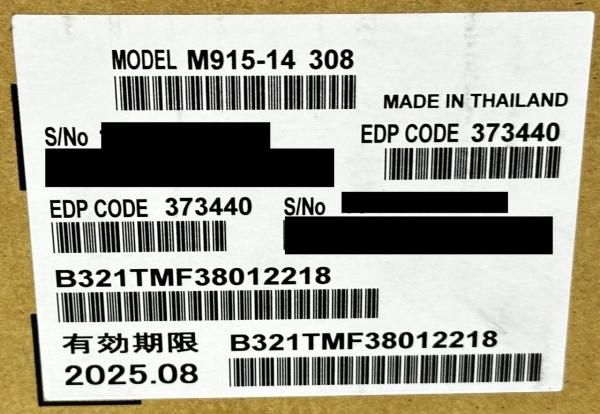 MODEL M915-14 308
MADE IN THAILAND
S/No
EDP CODE 373440
EDP CODE 373440
S/No
B321TMF38012218
有効期限
2025.08
B321TMF38012218